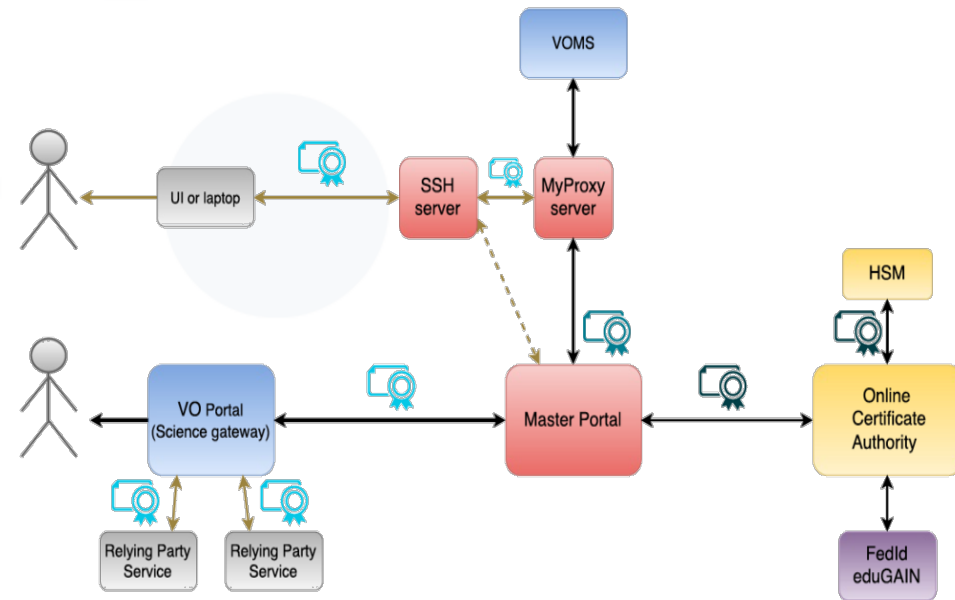 VOMS
UI or laptop
SSH
server
MyProxy
server
HSM
VO Portal
(Science gateway)
Master Portal
Online
Certificate
Authority
Relying Party
Service
Relying Party
Service
FedId
eduGAIN